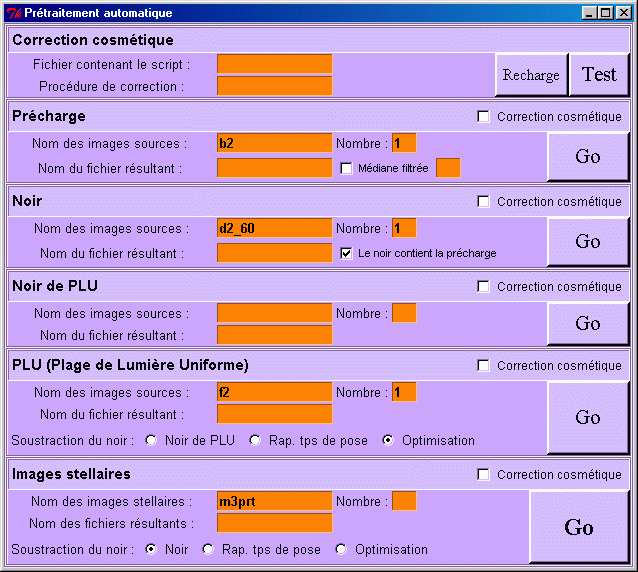 Prétraitement automatique
Correction cosmétique
Fichier contenant le script :
Recharge Test
Procédure de correction :
Précharge Correction cosmétique
Nom des images sources : b2 Nombre : 1
Go
Nom du fichier résultant : Médiane filtrée
Noir Correction cosmétique
Nom des images sources : d2_60 Nombre : 1
Go
Nom du fichier résultant : Le noir contient la précharge
Noir de PLU Correction cosmétique
Nom des images sources : Nombre :
Go
Nom du fichier résultant :
PLU (Plage de Lumière Uniforme) Correction cosmétique
Nom des images sources : f2 Nombre : 1
Go
Nom du fichier résultant :
Soustraction du noir : Noir de PLU Rap. tps de pose Optimisation
Images stellaires Correction cosmétique
Nom des images stellaires : m3prt Nombre :
Go
Nom des fichiers résultants :
Soustraction du noir : Noir Rap. tps de pose Optimisation